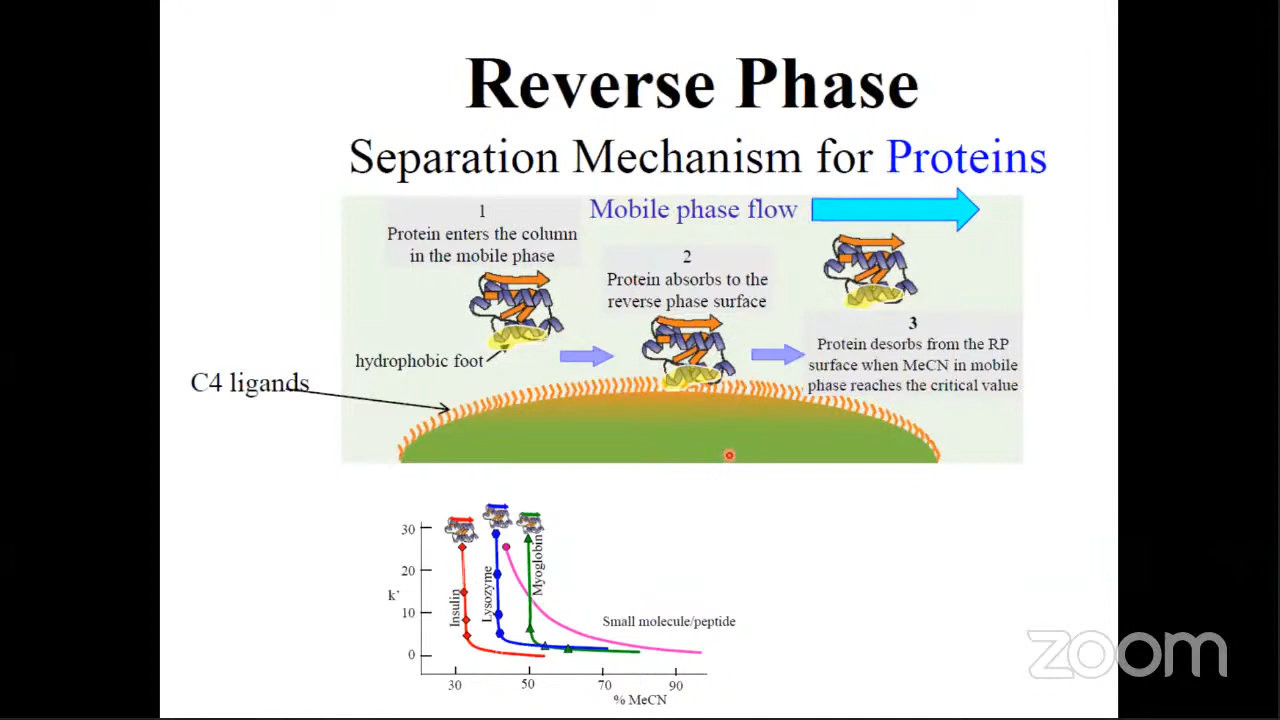 Reverse Phase
Separation Mechanism for Proteins
1
Protein enters the column
in the mobile phase
Mobile phase flow
2
Protein absorbs to the
reverse phase surface
3
Protein desorbs from the RP
surface when MeCN in mobile
phase reaches the critical value
hydrophobic foot
C4 ligands
30
20
k'
10
0
Insulin
Lysozyme
Myoglobin
Small molecule/peptide
30 50 70 90
% MeCN
zoom